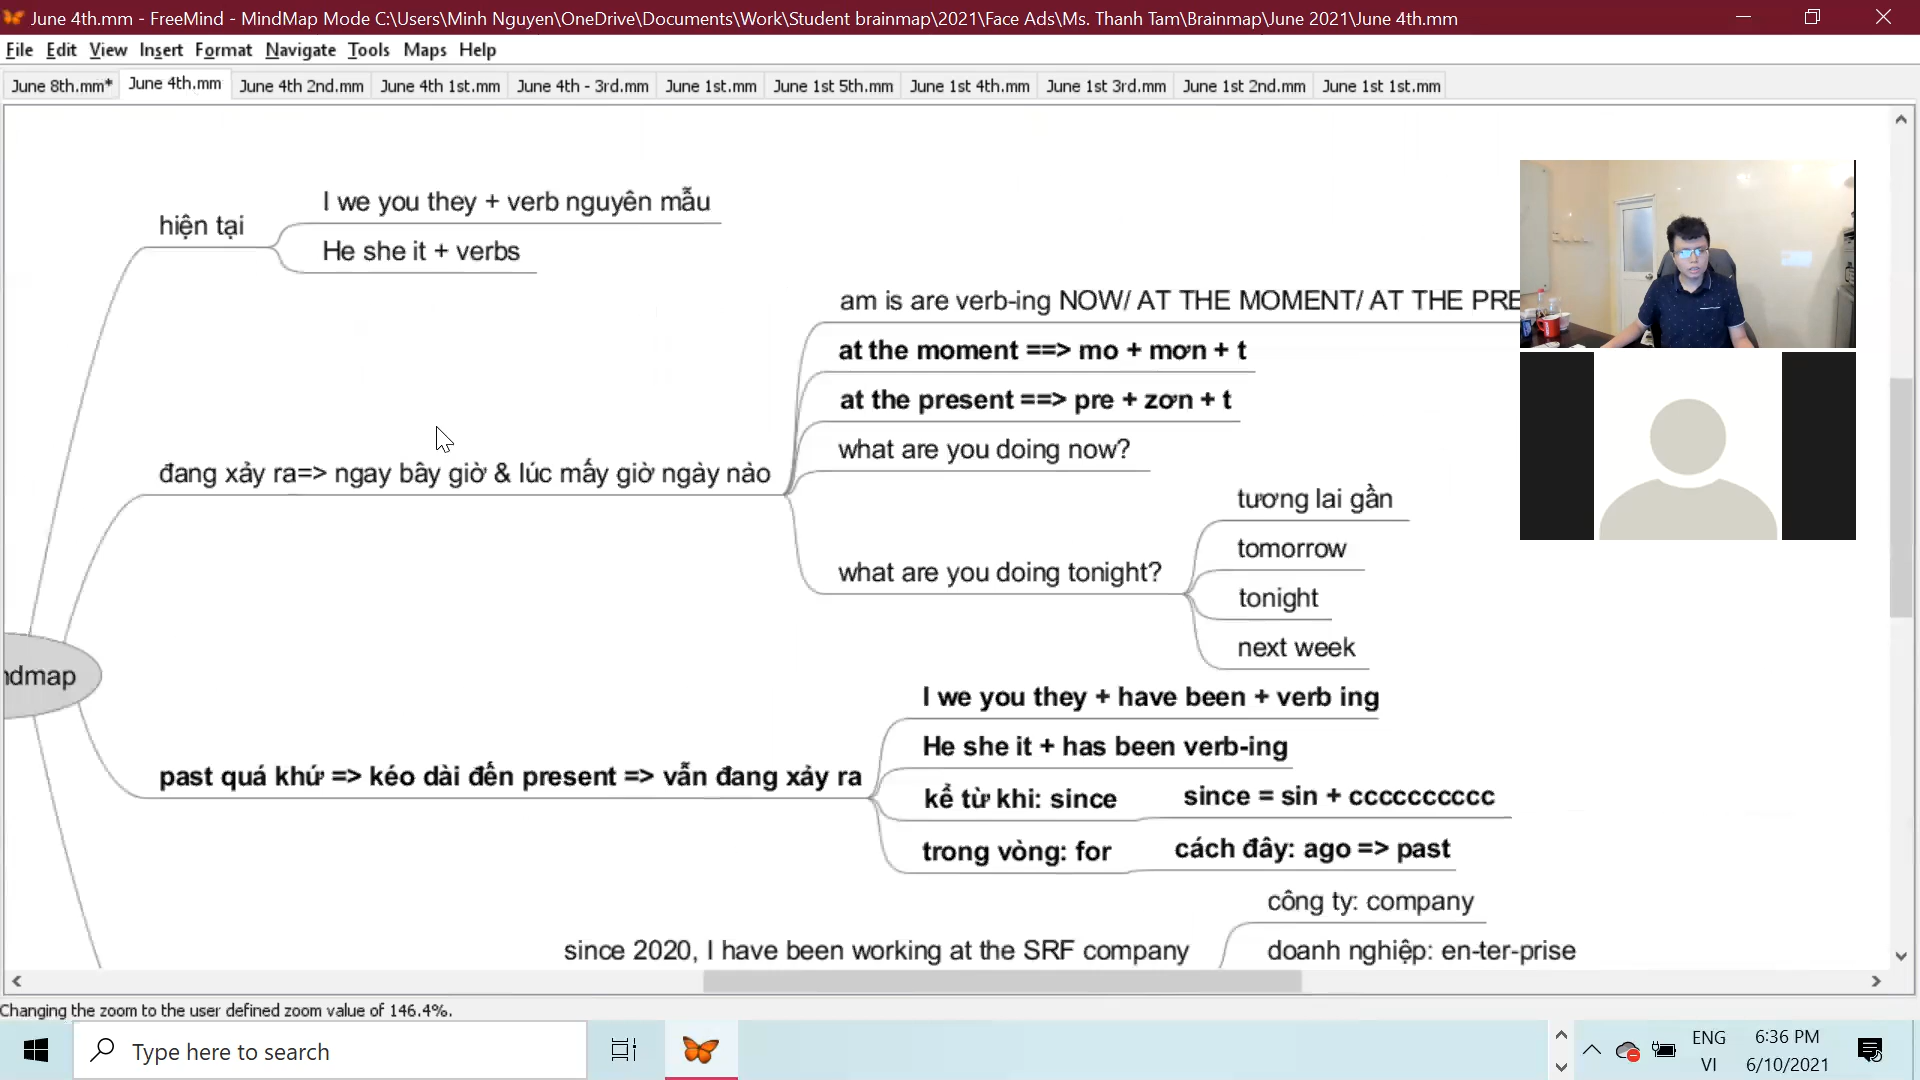 June 4th.mm - FreeMind - MindMap Mode C:\Users\Minh Nguyen\OneDrive\Documents\Work\Student brainmap\2021\Face Ads\Ms. Thanh Tam\Brainmap\June 2021\June 4th.mm
File Edit View Insert Format Navigate Tools Maps Help
June 8th.mm* June 4th.mm June 4th 2nd.mm June 4th 1st.mm June 4th - 3rd.mm June 1st.mm June 1st 5th.mm June 1st 4th.mm June 1st 3rd.mm June 1st 2nd.mm June 1st 1st.mm
hiện tại
I we you they + verb nguyên mẫu
He she it + verbs
đang xảy ra=> ngay bây giờ & lúc mấy giờ ngày nào
am is are verb-ing NOW/ AT THE MOMENT/ AT THE PRE
at the moment ==> mo + mơn + t
at the present ==> pre + zơn + t
what are you doing now?
what are you doing tonight?
tương lai gần
tomorrow
tonight
next week
ndmap
past quá khứ => kéo dài đến present => vẫn đang xảy ra
I we you they + have been + verb ing
He she it + has been verb-ing
kể từ khi: since
since = sin + cccccccccc
trong vòng: for
cách đây: ago => past
since 2020, I have been working at the SRF company
công ty: company
doanh nghiệp: en-ter-prise
Changing the zoom to the user defined zoom value of 146.4%.
Type here to search
ENG
VI
6:36 PM
6/10/2021